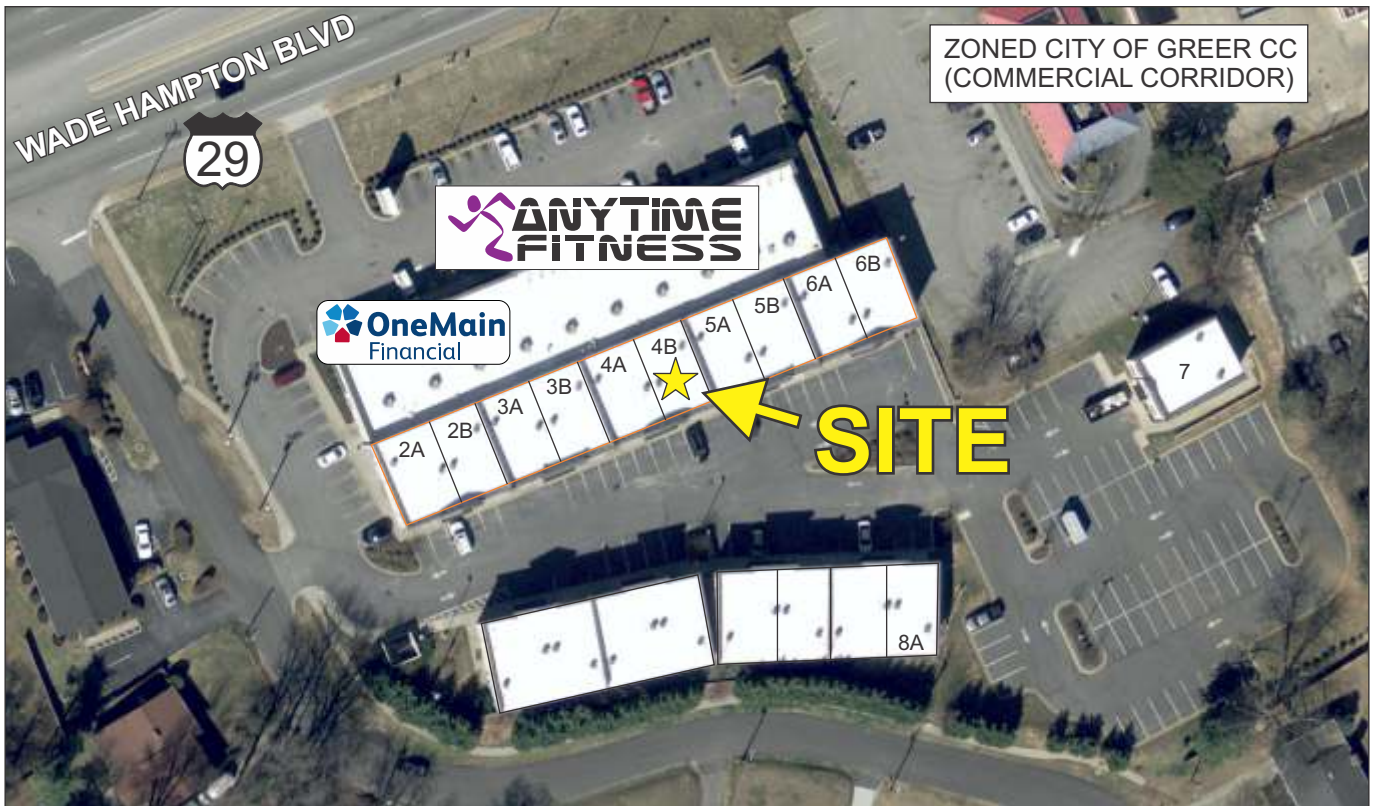 WADE HAMPTON BLVD
29
ZONED CITY OF GREER CC
(COMMERCIAL CORRIDOR)
ANYTIME
FITNESS
OneMain
Financial
6B
6A
5B
5A
4B
4A
3B
3A
2B
2A
7
SITE
8A